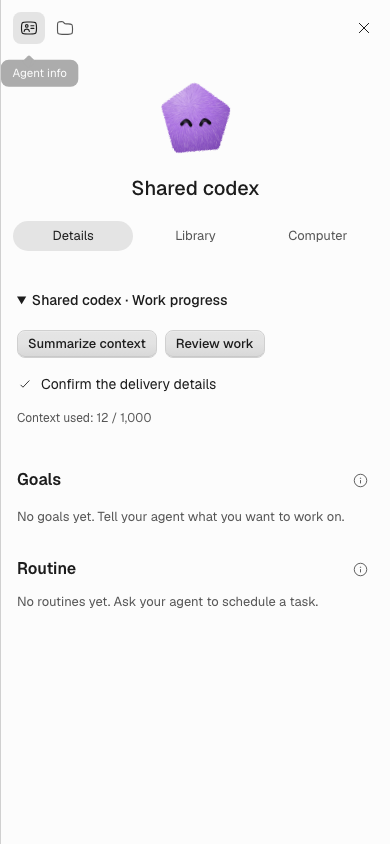 Agent info
Shared codex
Details
Library
Computer
▼ Shared codex · Work progress
Summarize context
Review work
✓ Confirm the delivery details
Context used: 12 / 1,000
Goals
No goals yet. Tell your agent what you want to work on.
Routine
No routines yet. Ask your agent to schedule a task.